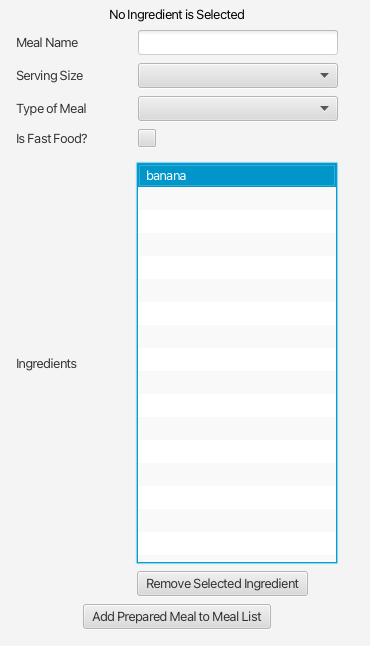 No Ingredient is Selected
Meal Name
Serving Size
Type of Meal
Is Fast Food?
banana
Ingredients
Remove Selected Ingredient
Add Prepared Meal to Meal List